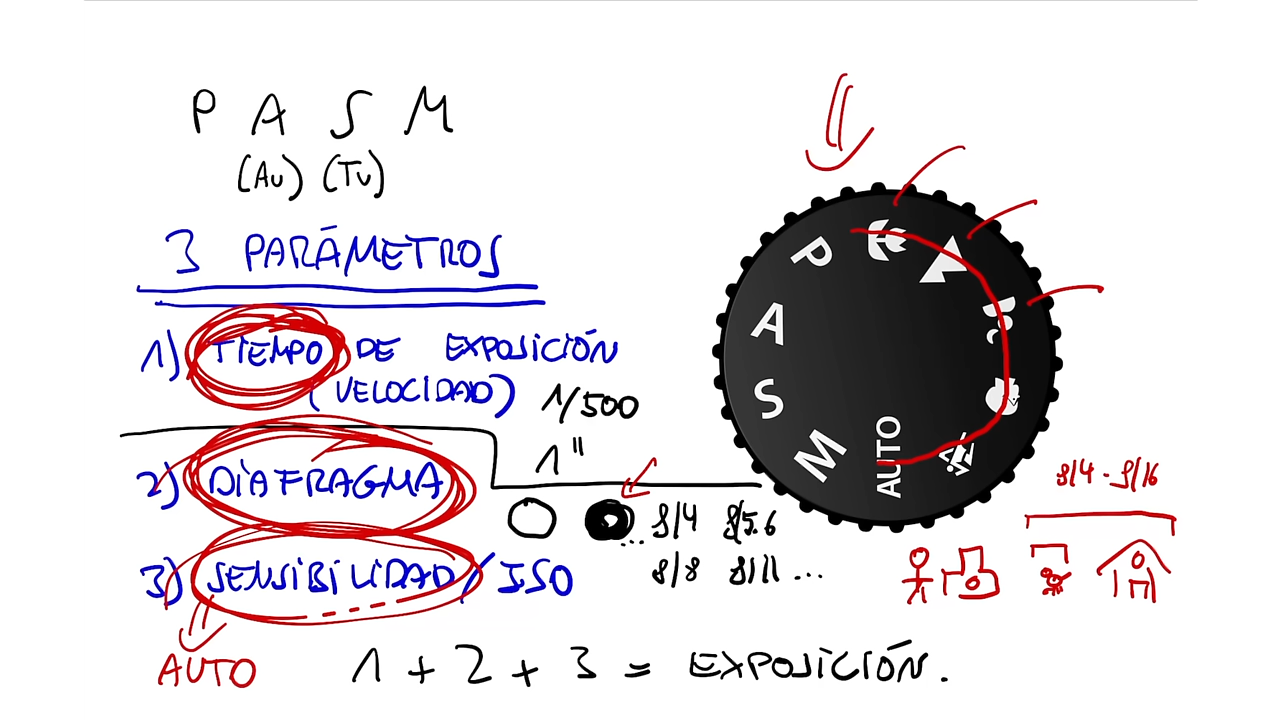 P A S M
(Av) (Tv)
3 PARÁMETROS
1) TIEMPO DE EXPOSICIÓN
(VELOCIDAD) 1/500
1"
2) DIAFRAGMA
... f/4 f/5.6
f/8 f/11 ...
3) SENSIBILIDAD / ISO
AUTO
1 + 2 + 3 = EXPOSICIÓN.
P
A
S
M
AUTO
f/4 - f/16